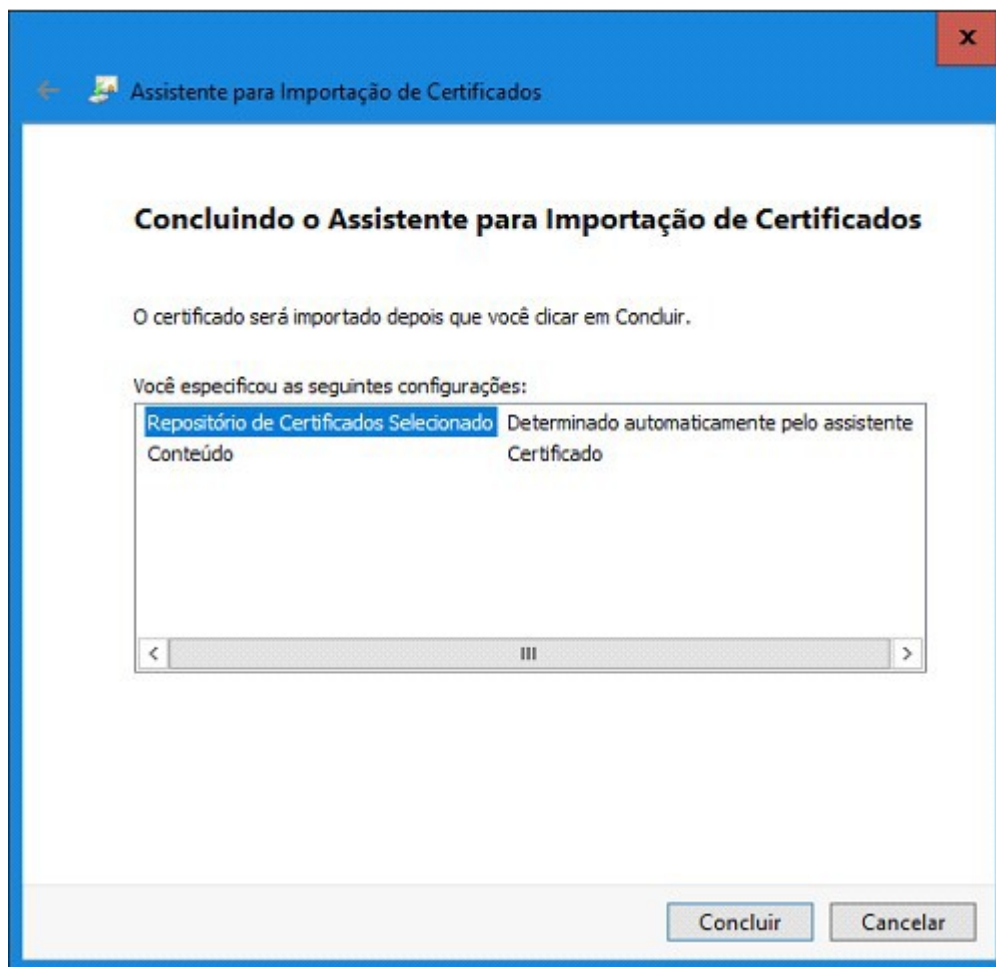 x
Assistente para Importação de Certificados
Concluindo o Assistente para Importação de Certificados
O certificado será importado depois que você clicar em Concluir.
Você especificou as seguintes configurações:
Repositório de Certificados Selecionado Determinado automaticamente pelo assistente
Conteúdo Certificado
Concluir Cancelar